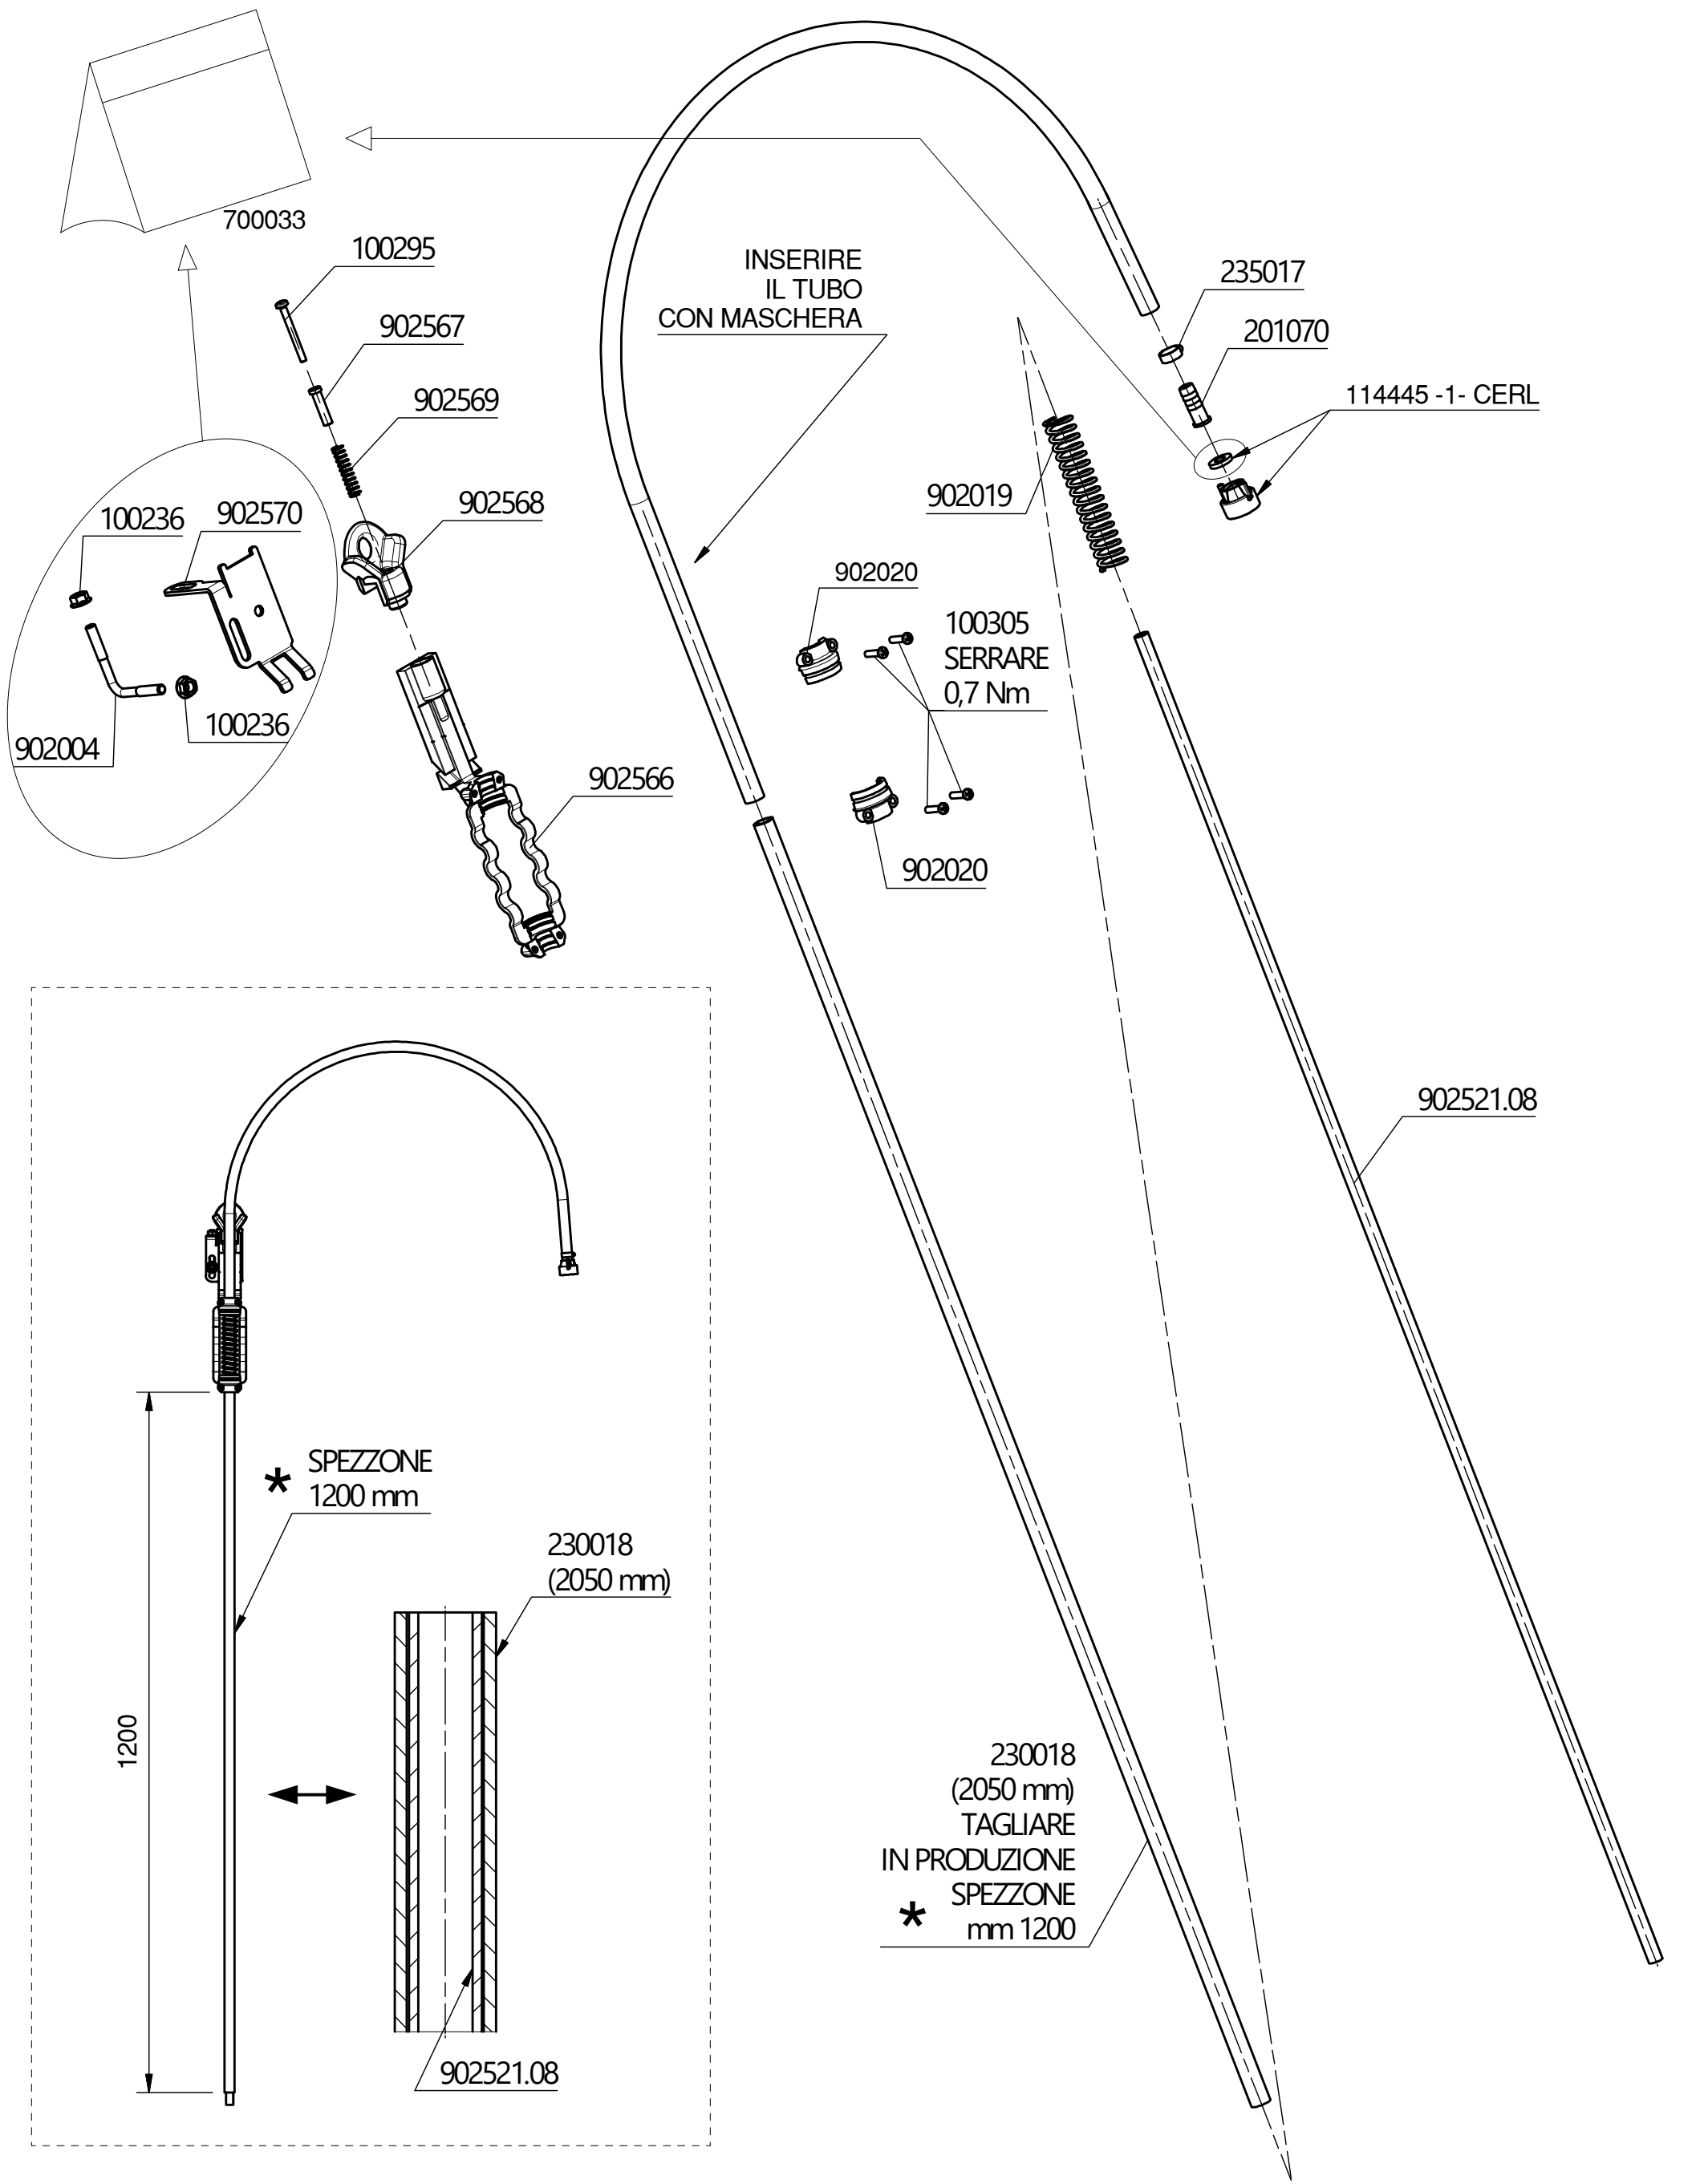 700033
100295
902567
902569
902568
100236
902570
100236
902004
902566
INSERIRE
IL TUBO
CON MASCHERA
235017
201070
114445 -1- CERL
902019
902020
100305
SERRARE
0,7 Nm
902020
902521.08
* SPEZZONE
1200 mm
230018
(2050 mm)
1200
902521.08
230018
(2050 mm)
TAGLIARE
IN PRODUZIONE
* SPEZZONE
mm 1200